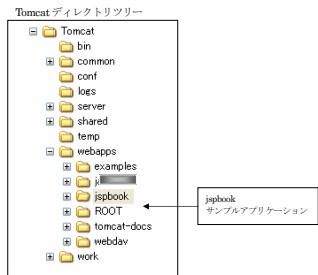 Tomcat ディレクトリツリー
Tomcat
bin
common
conf
logs
server
shared
temp
webapps
examples
jspbook
ROOT
tomcat-docs
webdav
work
jspbook
サンプルアプリケーション